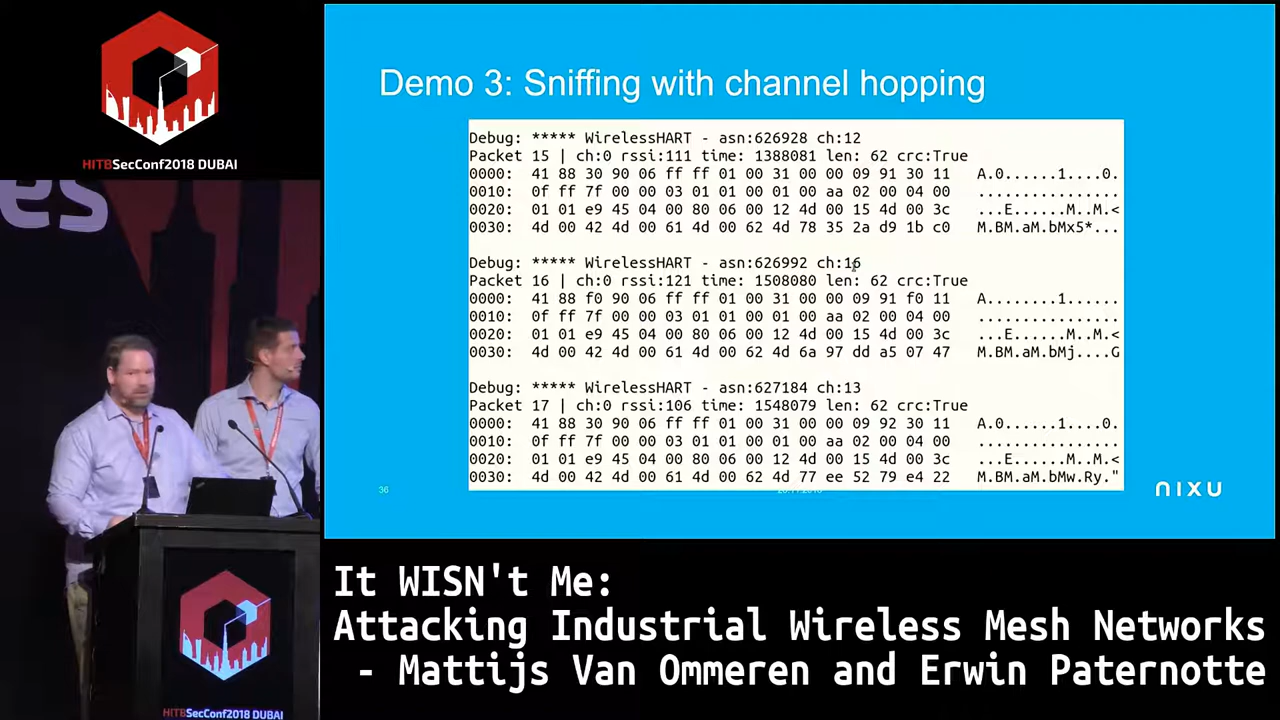 HITBSecConf2018 DUBAI
es
Demo 3: Sniffing with channel hopping
Debug: ***** WirelessHART - asn:626928 ch:12
Packet 15 | ch:0 rssi:111 time: 1388081 len: 62 crc:True
0000: 41 88 30 90 06 ff ff 01 00 31 00 00 09 91 30 11 A.0......1....0.
0010: 0f ff 7f 00 00 03 01 01 00 01 00 aa 02 00 04 00 ................
0020: 01 01 e9 45 04 00 80 06 00 12 4d 00 15 4d 00 3c ...E......M..M.<
0030: 4d 00 42 4d 00 61 4d 00 62 4d 78 35 2a d9 1b c0 M.BM.aM.bMx5*...
Debug: ***** WirelessHART - asn:626992 ch:16
Packet 16 | ch:0 rssi:121 time: 1508080 len: 62 crc:True
0000: 41 88 f0 90 06 ff ff 01 00 31 00 00 09 91 f0 11 A........1......
0010: 0f ff 7f 00 00 03 01 01 00 01 00 aa 02 00 04 00 ................
0020: 01 01 e9 45 04 00 80 06 00 12 4d 00 15 4d 00 3c ...E......M..M.<
0030: 4d 00 42 4d 00 61 4d 00 62 4d 6a 97 dd a5 07 47 M.BM.aM.bMj....G
Debug: ***** WirelessHART - asn:627184 ch:13
Packet 17 | ch:0 rssi:106 time: 1548079 len: 62 crc:True
0000: 41 88 30 90 06 ff ff 01 00 31 00 00 09 92 30 11 A.0......1....0.
0010: 0f ff 7f 00 00 03 01 01 00 01 00 aa 02 00 04 00 ................
0020: 01 01 e9 45 04 00 80 06 00 12 4d 00 15 4d 00 3c ...E......M..M.<
0030: 4d 00 42 4d 00 61 4d 00 62 4d 77 ee 52 79 e4 22 M.BM.aM.bMw.Ry."
36
NIXU
HITBSecConf2018 DUBAI
It WISN't Me:
Attacking Industrial Wireless Mesh Networks
- Mattijs Van Ommeren and Erwin Paternotte